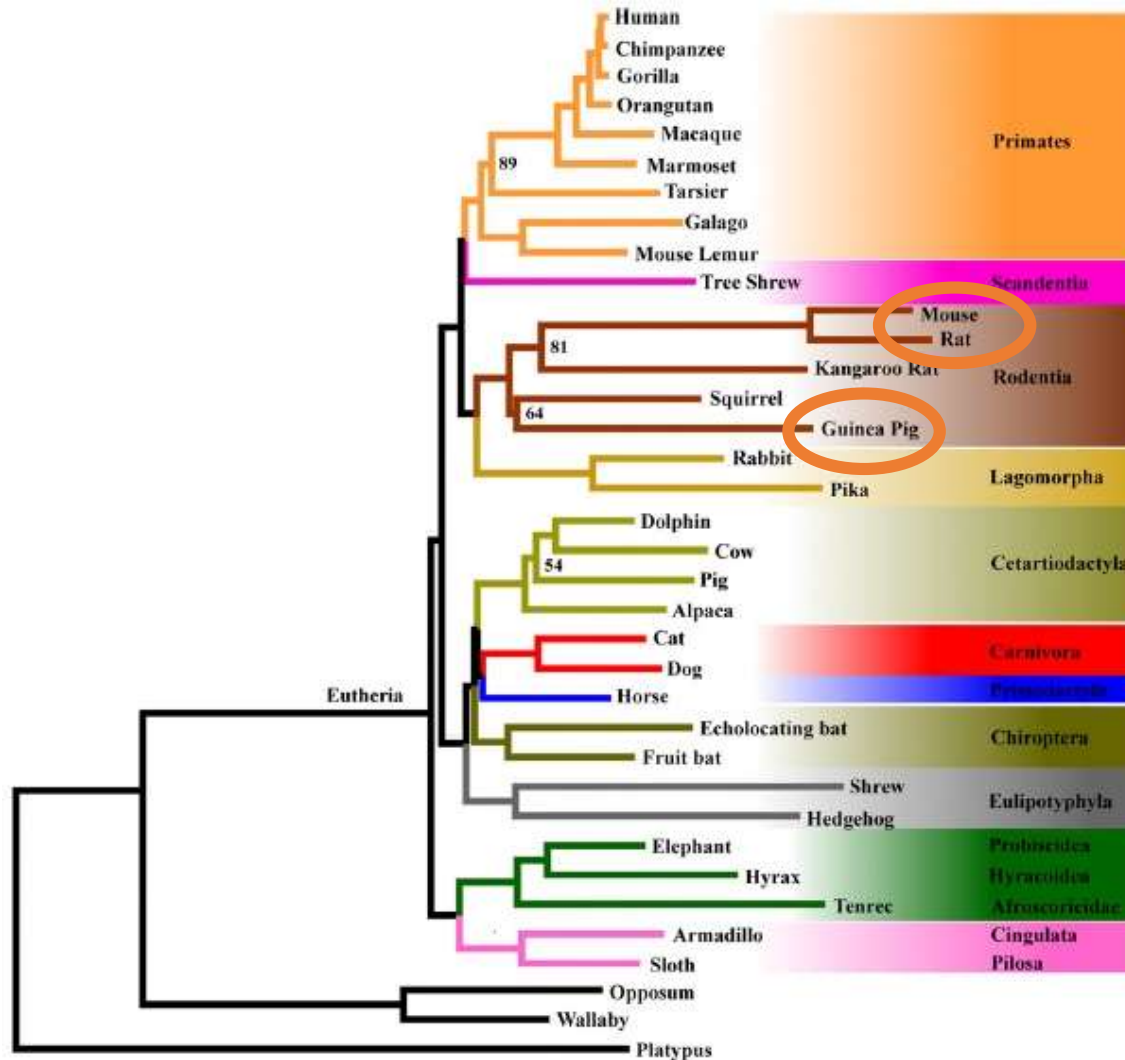 Human
Chimpanzee
Gorilla
Orangutan
Macaque
Primates
89
Marmoset
Tarsier
Galago
Mouse Lemur
Tree Shrew
Scandentia
Mouse
Rat
81
Kangaroo Rat
Rodentia
Squirrel
64
Guinea Pig
Rabbit
Lagomorpha
Pika
Dolphin
Cow
54
Cetartiodactyla
Pig
Alpaca
Cat
Carnivora
Dog
Eutheria
Horse
Echolocating bat
Chiroptera
Fruit bat
Shrew
Eulipotyphyla
Hedgehog
Elephant
Probiscidea
Hyrax
Hyracoidea
Tenrec
Afrosoricidae
Armadillo
Cingulata
Sloth
Pilosa
Opposum
Wallaby
Platypus